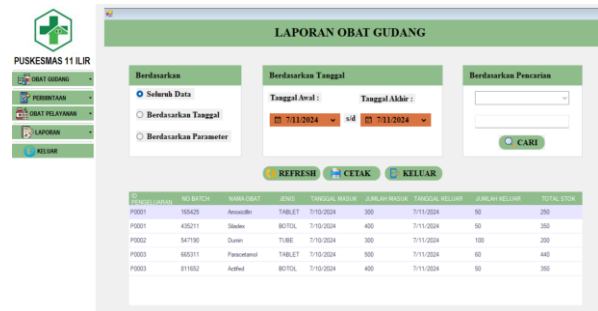 PUSKESMAS 11 ILIR
OBAT GUDANG
PERMINTAAN
OBAT PELAYANAN
LAPORAN
KELUAR
LAPORAN OBAT GUDANG
Berdasarkan
Seluruh Data
Berdasarkan Tanggal
Berdasarkan Parameter
Berdasarkan Tanggal
Tanggal Awal :
Tanggal Akhir :
7/11/2024 s/d 7/11/2024
Berdasarkan Pencarian
CARI
REFRESH CETAK KELUAR
ID PENGELUARAN NO BATCH NAMA OBAT JENIS TANGGAL MASUK JUMLAH MASUK TANGGAL KELUAR JUMLAH KELUAR TOTAL STOK
P0001 165425 Amoxicilin TABLET 7/10/2024 300 7/11/2024 50 250
P0001 435211 Siladex BOTOL 7/10/2024 400 7/11/2024 50 350
P0002 547190 Dumin TUBE 7/10/2024 300 7/11/2024 100 200
P0003 665311 Paracetamol TABLET 7/10/2024 500 7/11/2024 60 440
P0003 811652 Actifed BOTOL 7/10/2024 400 7/11/2024 50 350